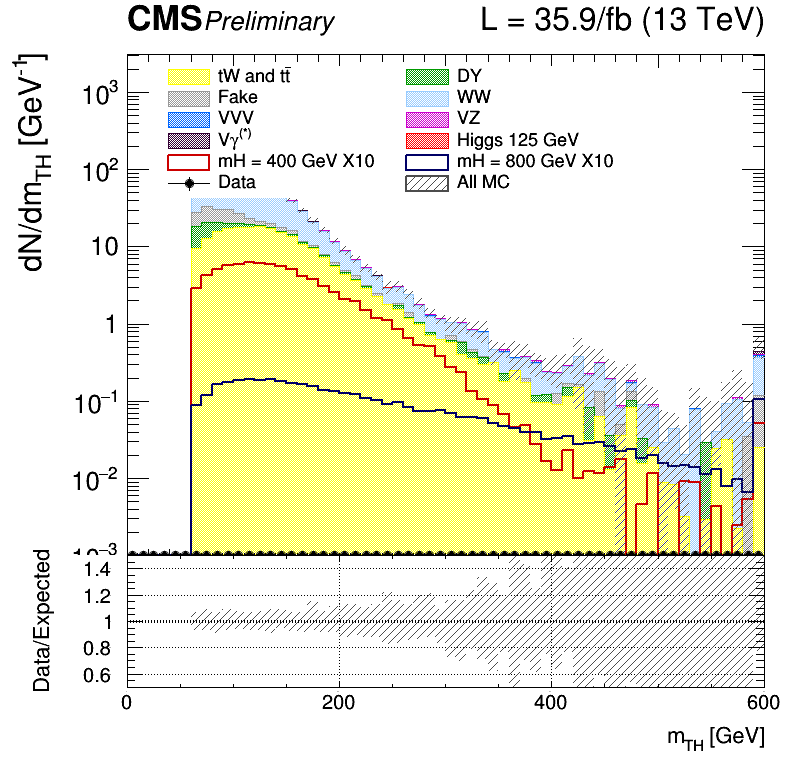 CMS Preliminary L = 35.9/fb (13 TeV)
dN/dm_TH [GeV⁻¹]
tW and tt̄ DY
Fake WW
VVV VZ
Vγ(*) Higgs 125 GeV
mH = 400 GeV X10 mH = 800 GeV X10
Data All MC
10³
10²
10
1
10⁻¹
10⁻²
10⁻³
Data/Expected
1.4
1.2
1
0.8
0.6
0 200 400 600
m_TH [GeV]